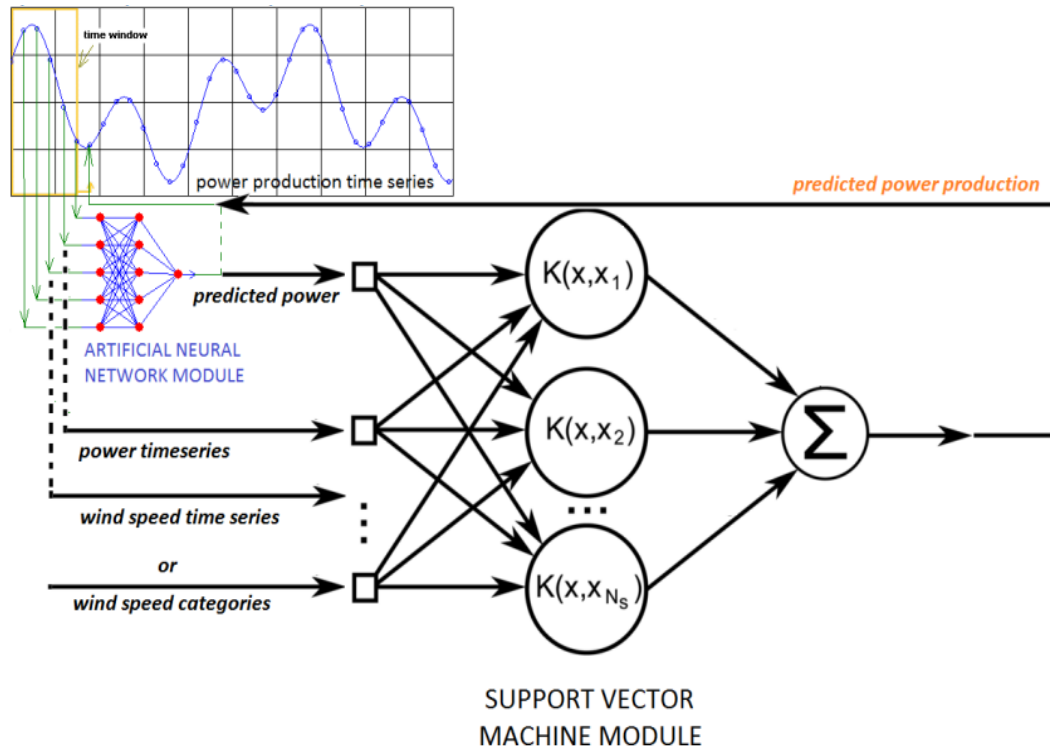 time window
power production time series
predicted power production
predicted power
ARTIFICIAL NEURAL
NETWORK MODULE
power timeseries
wind speed time series
or
wind speed categories
K(x,x₁)
K(x,x₂)
...
K(x,x_Nₛ)
Σ
SUPPORT VECTOR
MACHINE MODULE